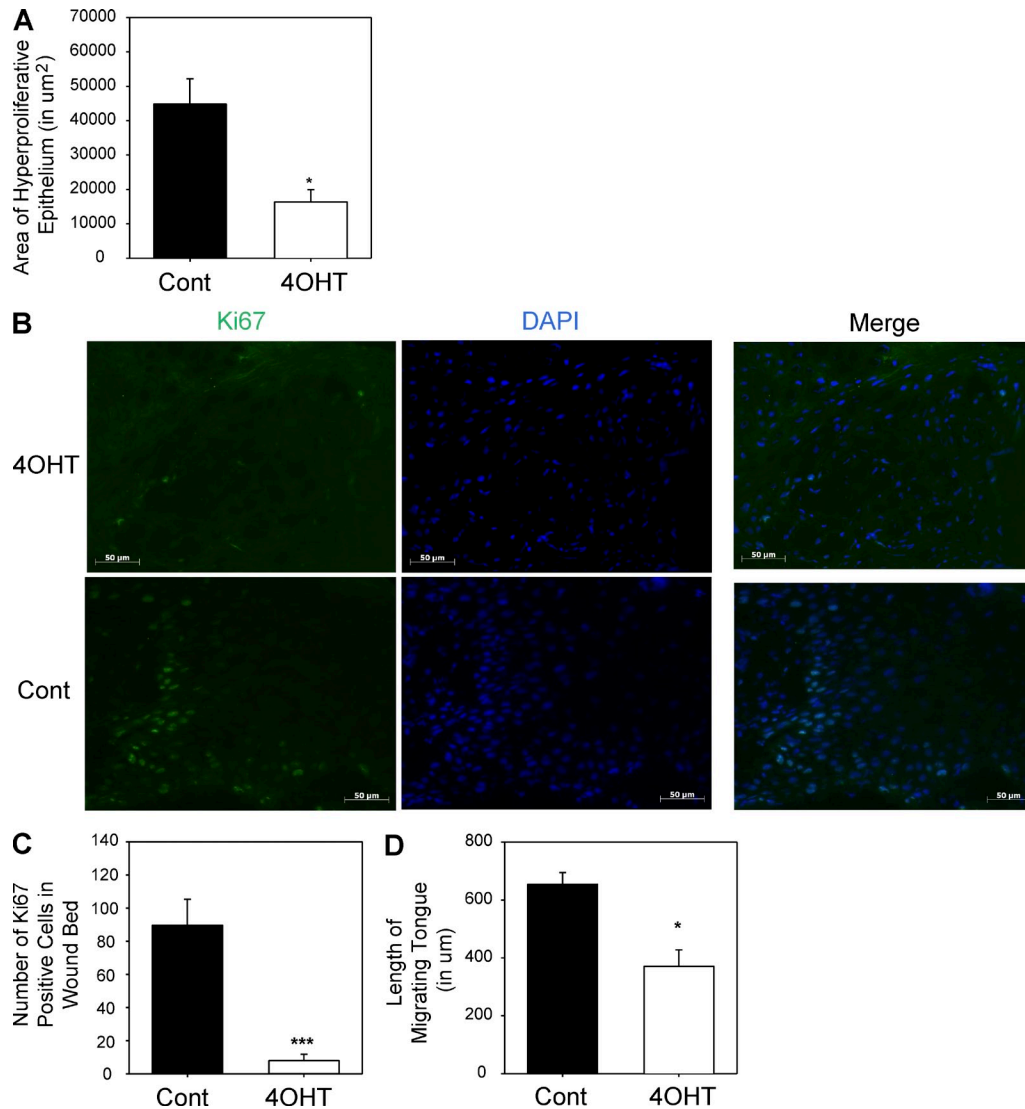 A
70000
60000
50000
40000
30000
20000
10000
0
Area of Hyperproliferative
Epithelium (in um²)
*
Cont
4OHT
B
Ki67
DAPI
Merge
4OHT
50 µm
50 µm
50 µm
Cont
50 µm
50 µm
50 µm
C
140
120
100
80
60
40
20
0
Number of Ki67
Positive Cells in
Wound Bed
***
Cont
4OHT
D
800
600
400
200
0
Length of
Migrating Tongue
(in um)
*
Cont
4OHT